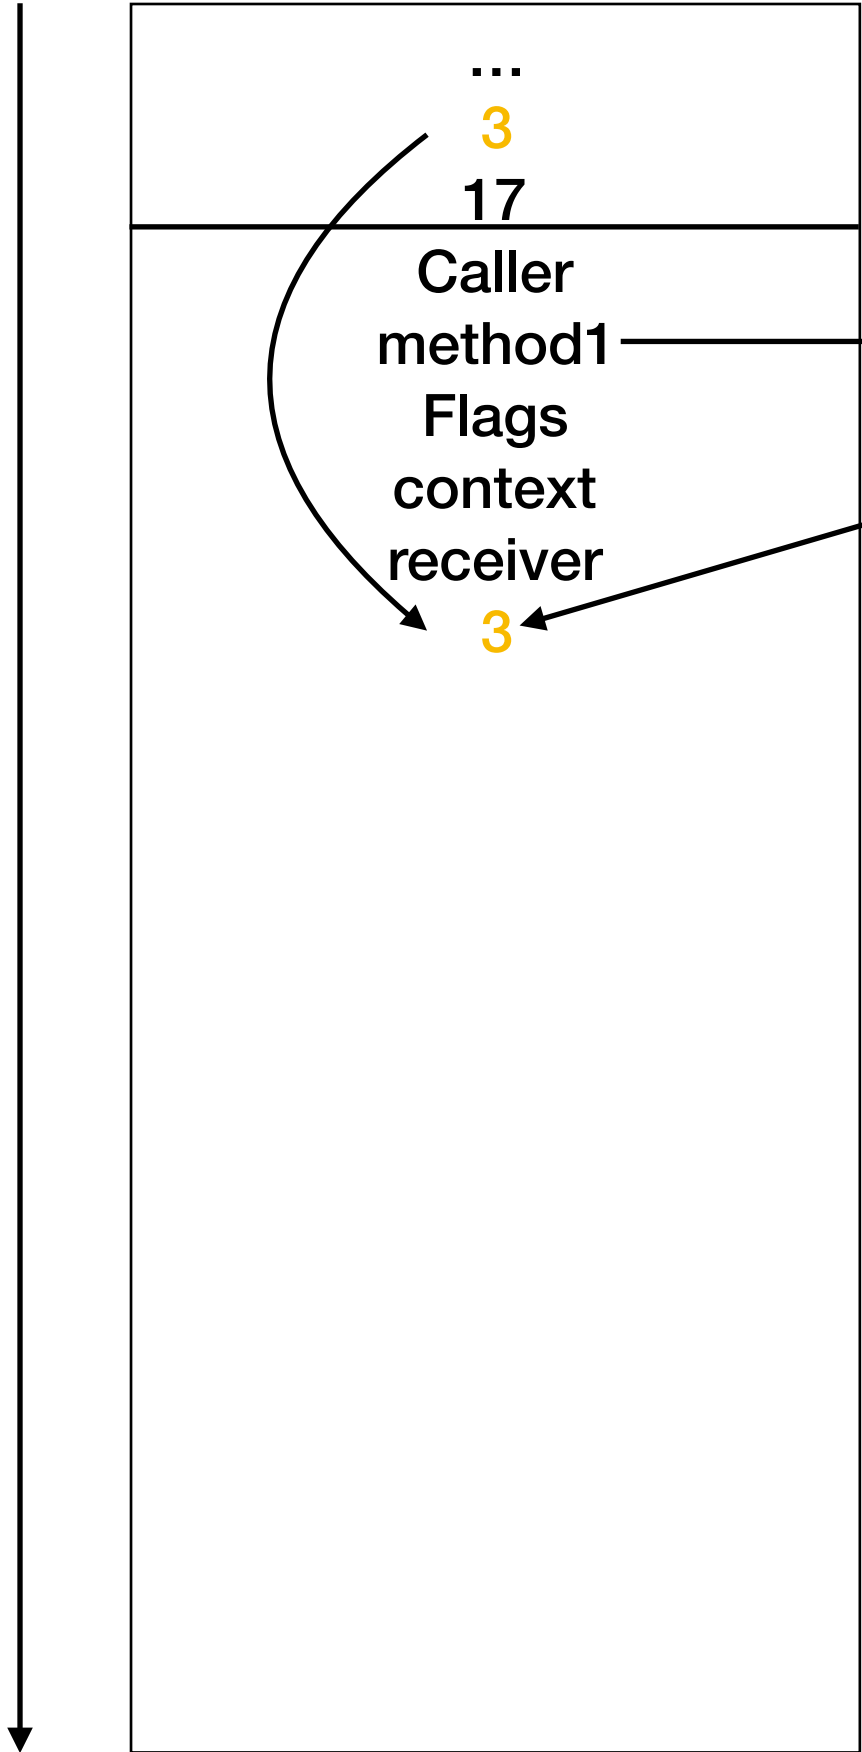 ...
3
17
Caller
method1
Flags
context
receiver
3